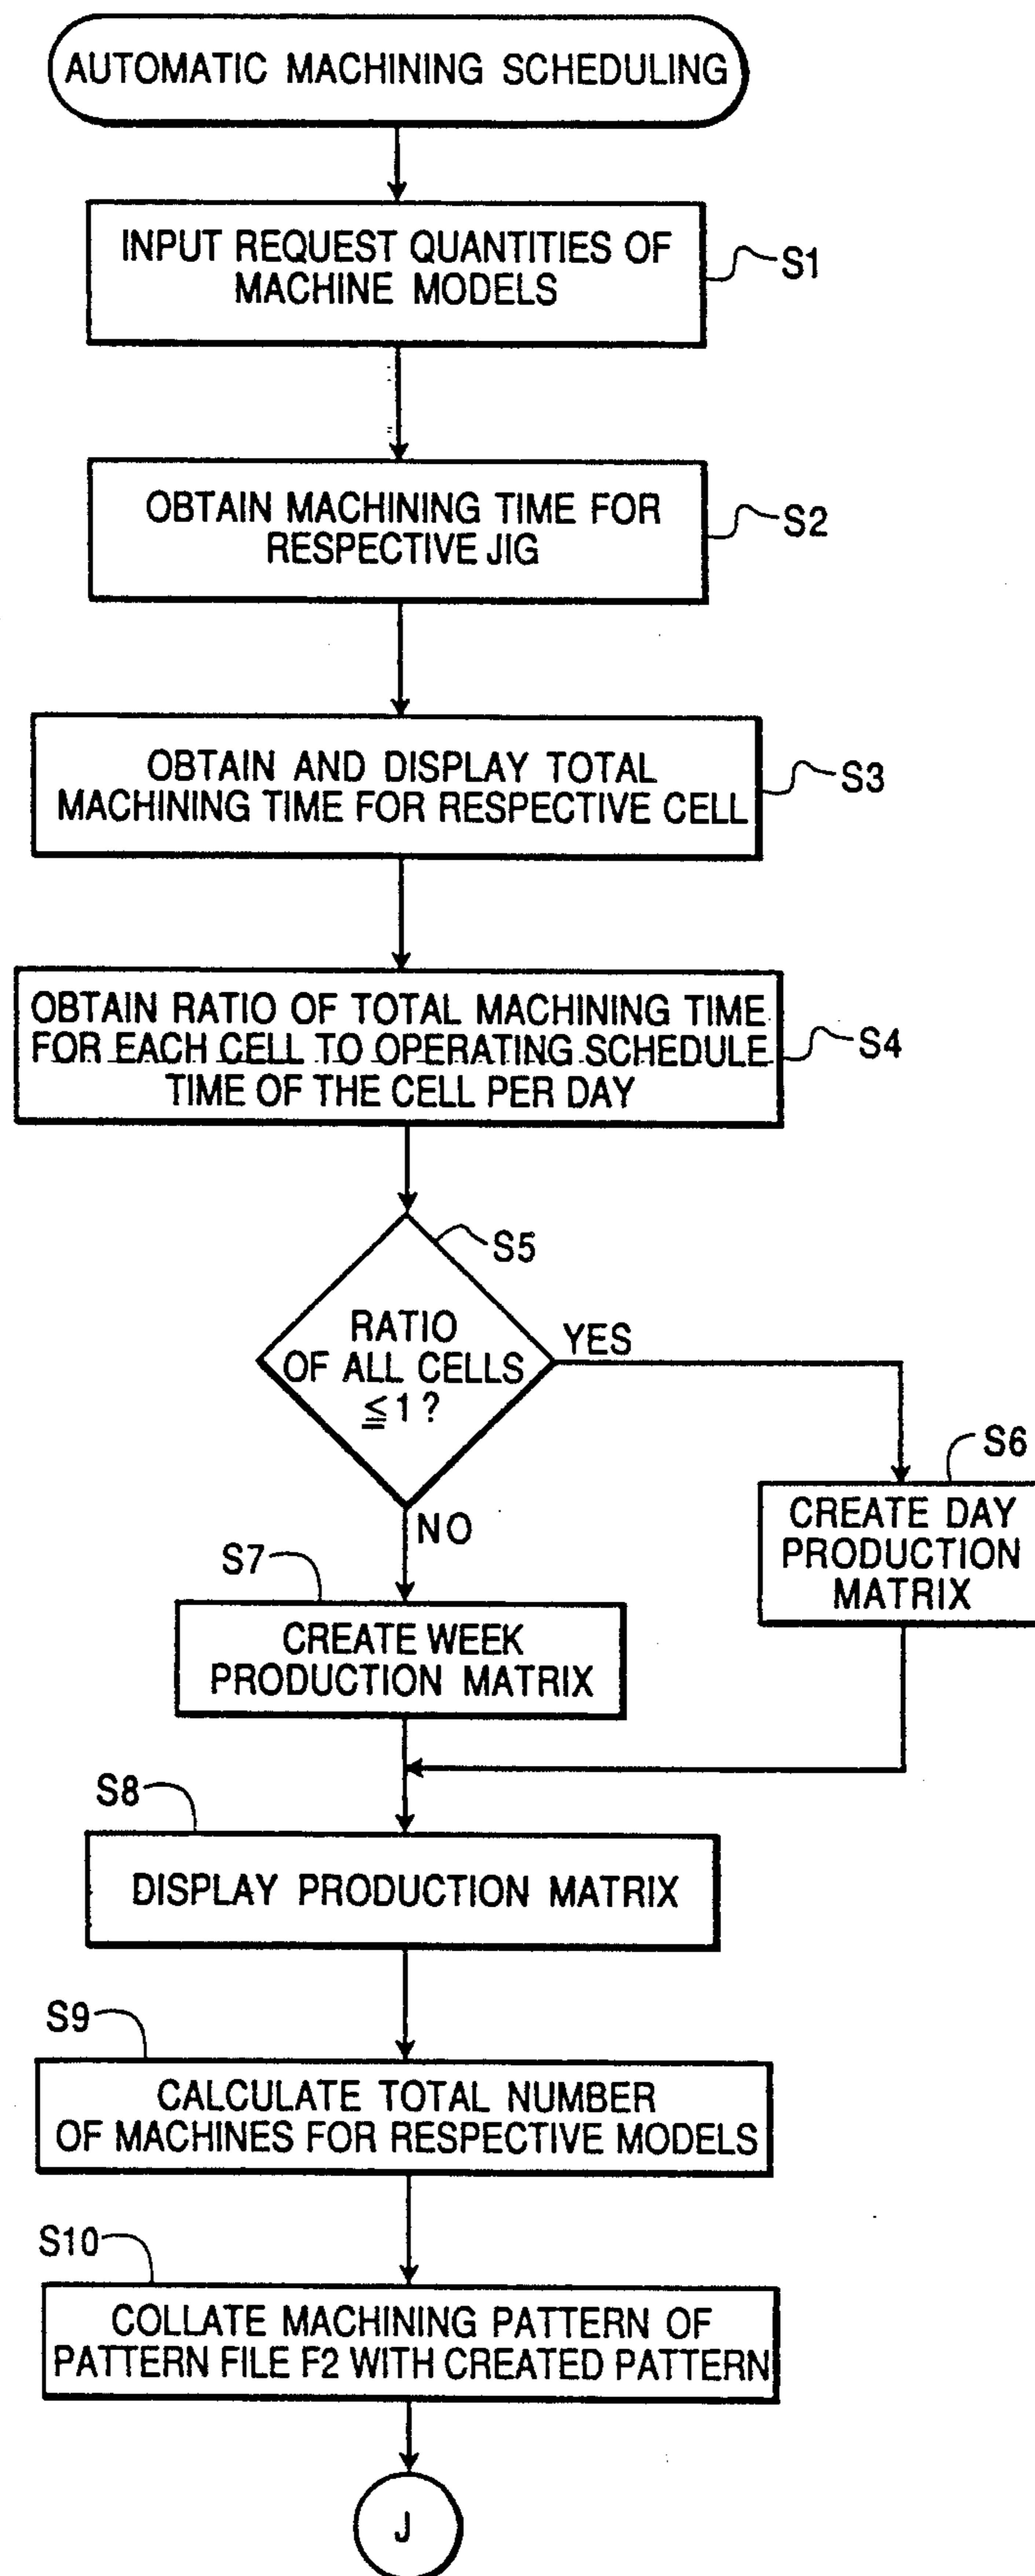 AUTOMATIC MACHINING SCHEDULING
INPUT REQUEST QUANTITIES OF
MACHINE MODELS
S1
OBTAIN MACHINING TIME FOR
RESPECTIVE JIG
S2
OBTAIN AND DISPLAY TOTAL
MACHINING TIME FOR RESPECTIVE CELL
S3
OBTAIN RATIO OF TOTAL MACHINING TIME
FOR EACH CELL TO OPERATING SCHEDULE
TIME OF THE CELL PER DAY
S4
S5
RATIO
OF ALL CELLS
≦1?
YES
NO
S6
CREATE DAY
PRODUCTION
MATRIX
S7
CREATE WEEK
PRODUCTION MATRIX
S8
DISPLAY PRODUCTION MATRIX
S9
CALCULATE TOTAL NUMBER
OF MACHINES FOR RESPECTIVE MODELS
S10
COLLATE MACHINING PATTERN OF
PATTERN FILE F2 WITH CREATED PATTERN
J